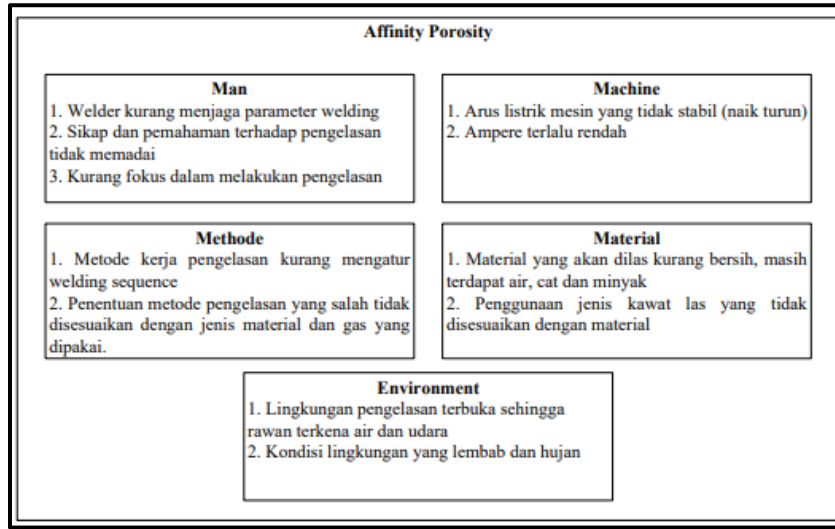 Affinity Porosity
Man
1. Welder kurang menjaga parameter welding
2. Sikap dan pemahaman terhadap pengelasan
tidak memadai
3. Kurang fokus dalam melakukan pengelasan
Machine
1. Arus listrik mesin yang tidak stabil (naik turun)
2. Ampere terlalu rendah
Methode
1. Metode kerja pengelasan kurang mengatur
welding sequence
2. Penentuan metode pengelasan yang salah tidak
disesuaikan dengan jenis material dan gas yang
dipakai.
Material
1. Material yang akan dilas kurang bersih, masih
terdapat air, cat dan minyak
2. Penggunaan jenis kawat las yang tidak
disesuaikan dengan material
Environment
1. Lingkungan pengelasan terbuka sehingga
rawan terkena air dan udara
2. Kondisi lingkungan yang lembab dan hujan